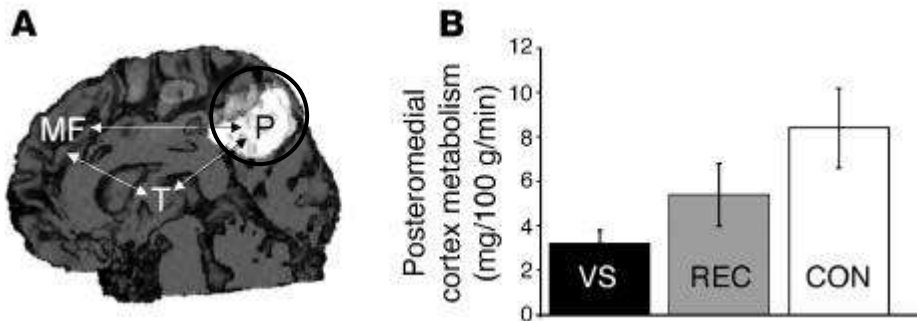 A
MF
P
T
B
Posteromedial
cortex metabolism
(mg/100 g/min)
12
10
8
6
4
2
0
VS
REC
CON